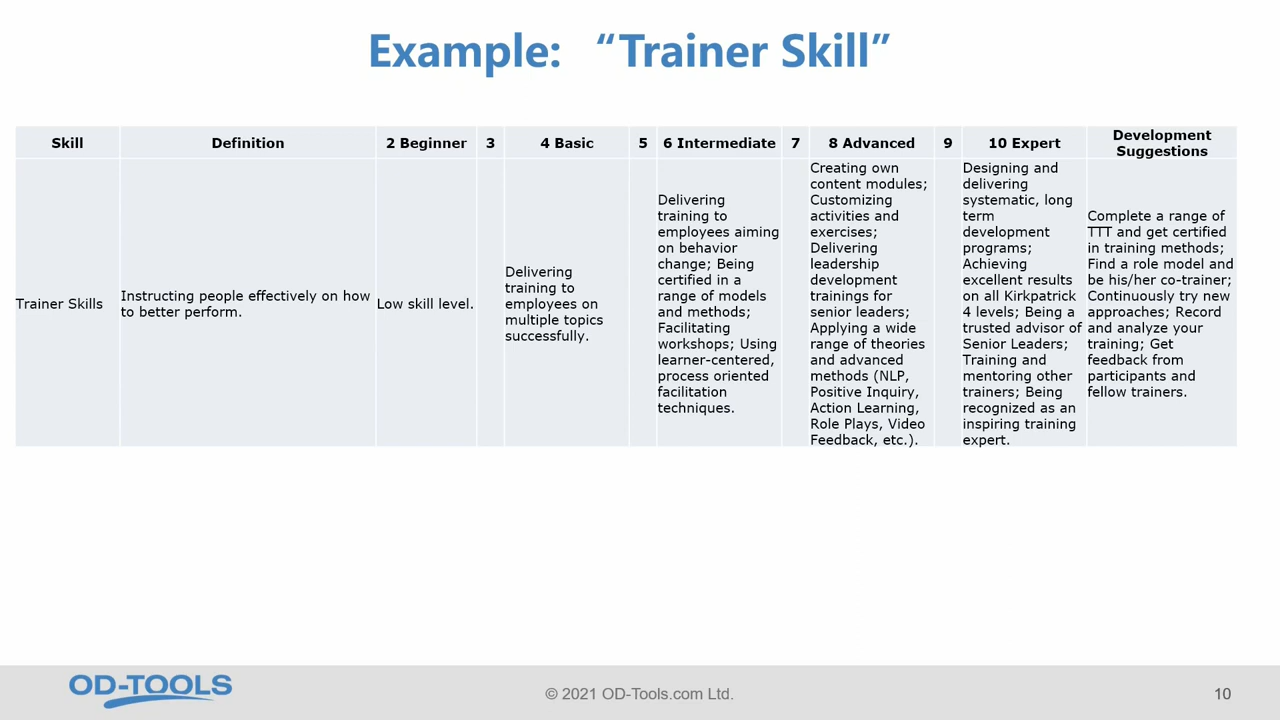 Example: “Trainer Skill”
Skill
Definition
2 Beginner
3
4 Basic
5
6 Intermediate
7
8 Advanced
9
10 Expert
Development
Suggestions
Trainer Skills
Instructing people effectively on how
to better perform.
Low skill level.
Delivering
training to
employees on
multiple topics
successfully.
Delivering
training to
employees aiming
on behavior
change; Being
certified in a
range of models
and methods;
Facilitating
workshops; Using
learner-centered,
process oriented
facilitation
techniques.
Creating own
content modules;
Customizing
activities and
exercises;
Delivering
leadership
development
trainings for
senior leaders;
Applying a wide
range of theories
and advanced
methods (NLP,
Positive Inquiry,
Action Learning,
Role Plays, Video
Feedback, etc.).
Designing and
delivering
systematic, long
term
development
programs;
Achieving
excellent results
on all Kirkpatrick
4 levels; Being a
trusted advisor of
Senior Leaders;
Training and
mentoring other
trainers; Being
recognized as an
inspiring training
expert.
Complete a range of
TTT and get certified
in training methods;
Find a role model and
be his/her co-trainer;
Continuously try new
approaches; Record
and analyze your
training; Get
feedback from
participants and
fellow trainers.
OD-TOOLS
© 2021 OD-Tools.com Ltd.
10